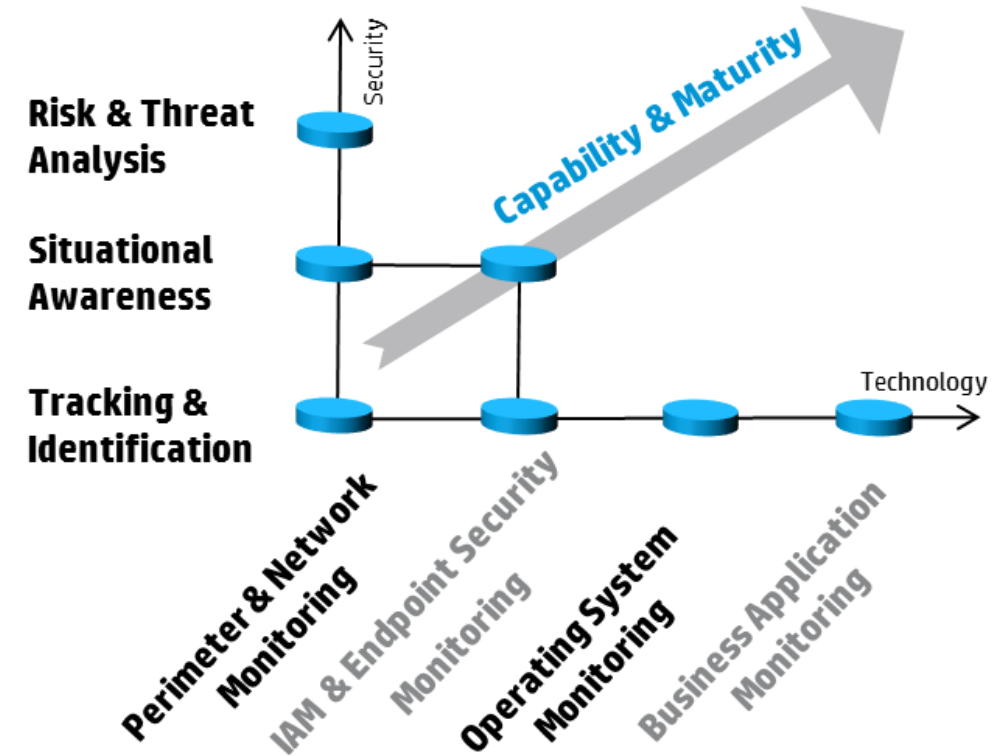 Security
Capability & Maturity
Risk & Threat
Analysis
Situational
Awareness
Technology
Tracking &
Identification
Perimeter & Network
Monitoring
IAM & Endpoint Security
Monitoring
Operating System
Monitoring
Business Application
Monitoring